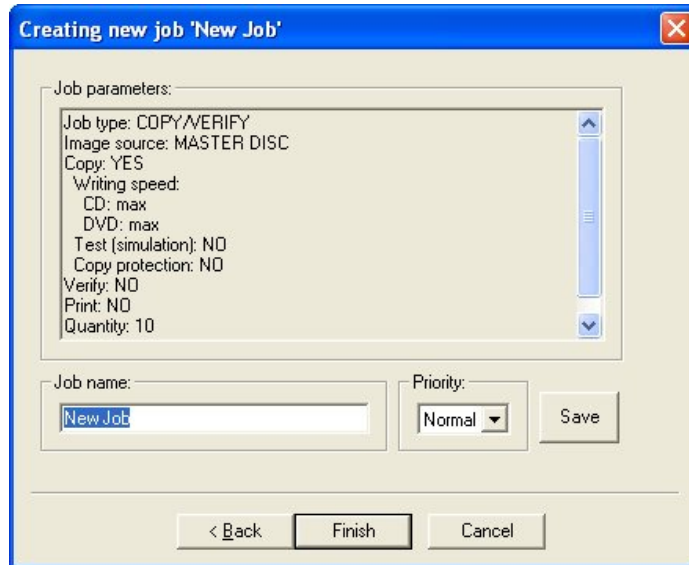 Creating new job 'New Job'
Job parameters:
Job type: COPY/VERIFY
Image source: MASTER DISC
Copy: YES
Writing speed:
CD: max
DVD: max
Test (simulation): NO
Copy protection: NO
Verify: NO
Print: NO
Quantity: 10
Job name:
Priority:
New Job
Normal
Save
< Back
Finish
Cancel